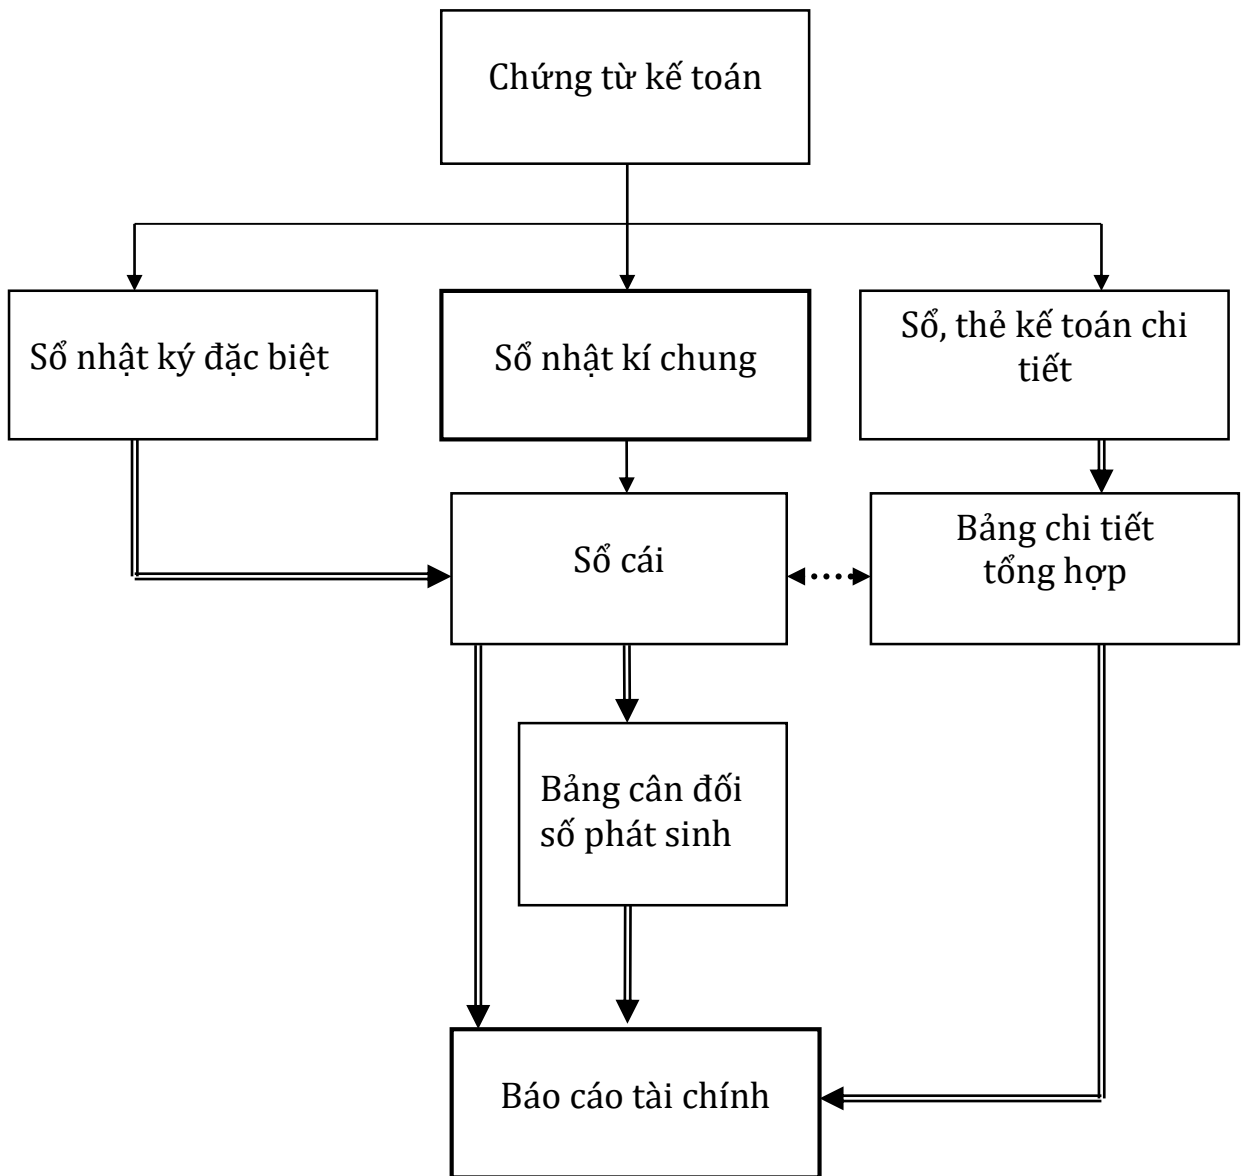 Chứng từ kế toán
Sổ nhật ký đặc biệt
Sổ nhật kí chung
Sổ, thẻ kế toán chi
tiết
Sổ cái
Bảng chi tiết
tổng hợp
Bảng cân đối
số phát sinh
Báo cáo tài chính